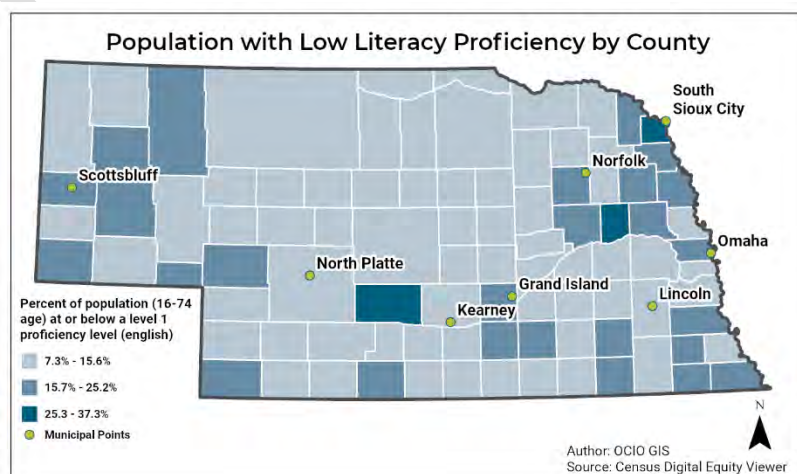 Population with Low Literacy Proficiency by County
South
Sioux City
Norfolk
Scottsbluff
Omaha
North Platte
Grand Island
Lincoln
Kearney
Percent of population (16-74
age) at or below a level 1
proficiency level (english)
7.3% - 15.6%
15.7% - 25.2%
25.3 - 37.3%
Municipal Points
N
Author: OCIO GIS
Source: Census Digital Equity Viewer